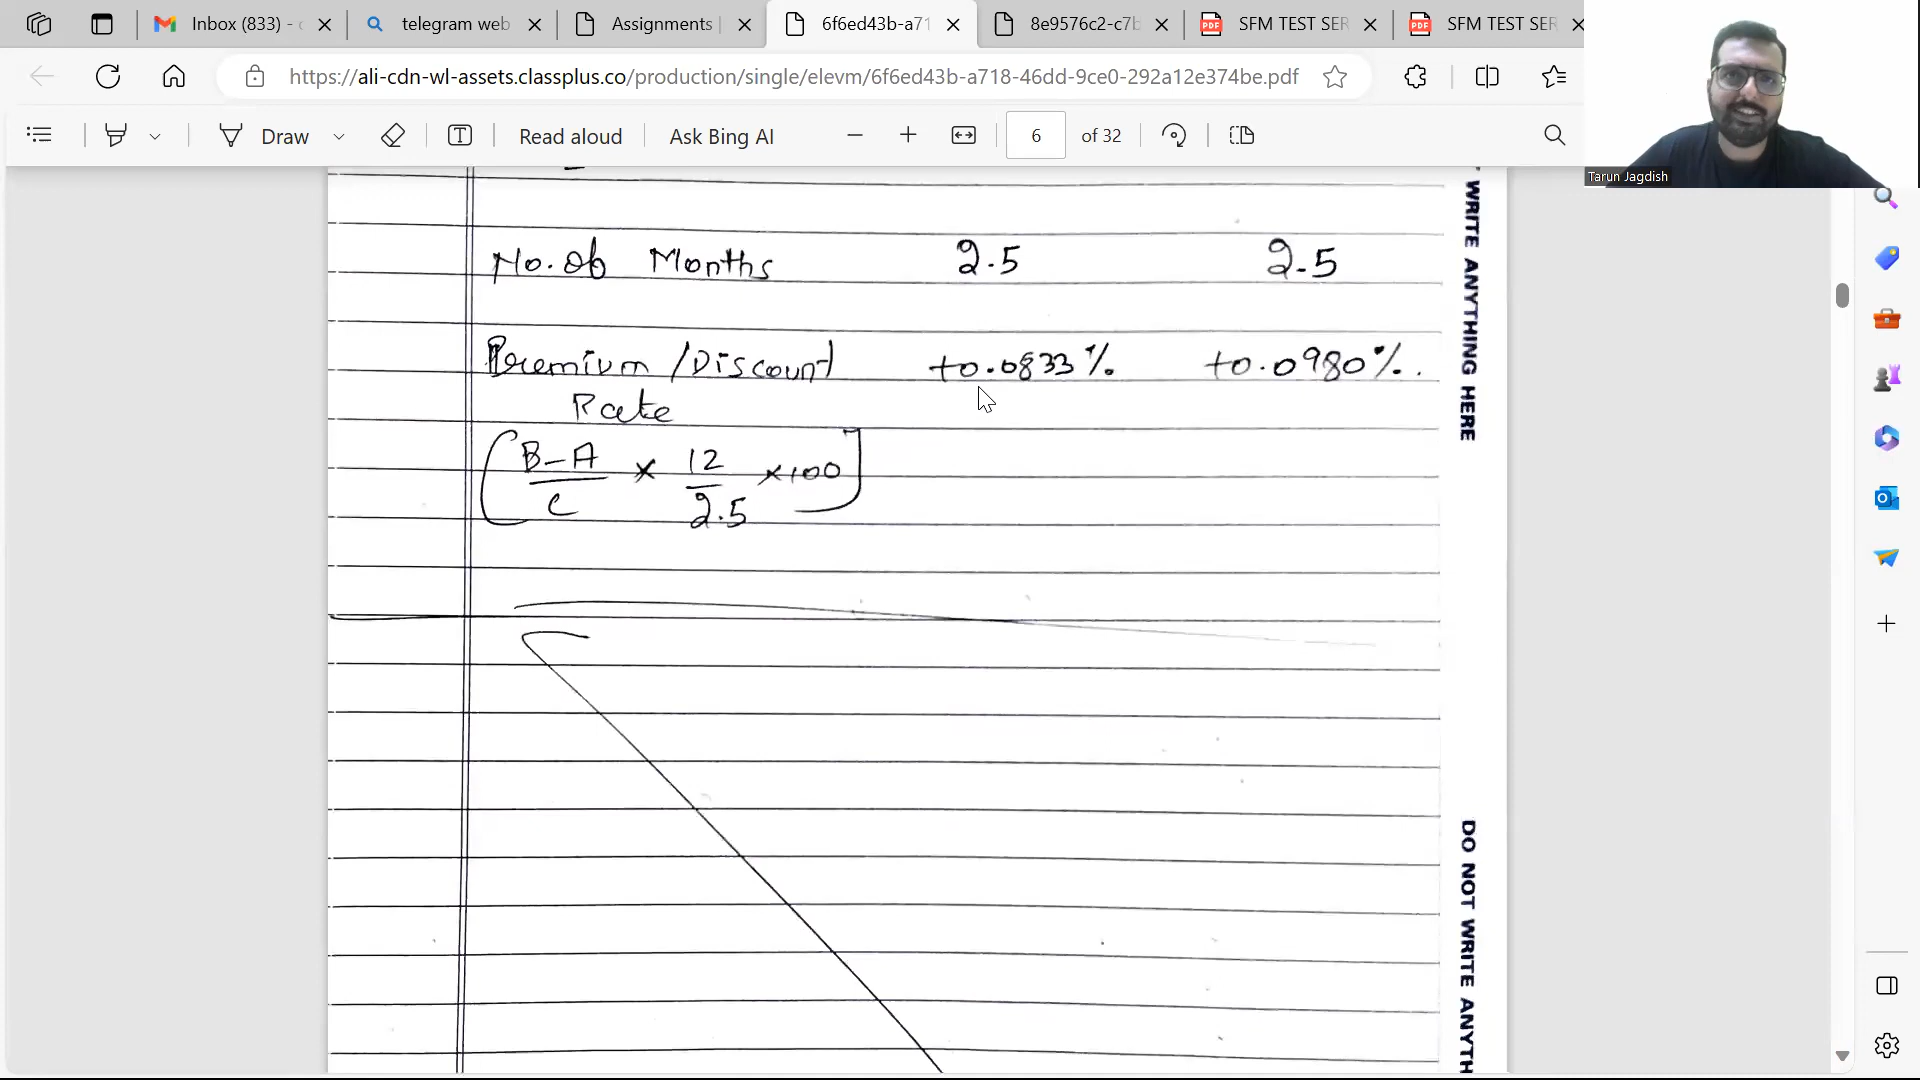 Inbox (833) -
telegram web
Assignments |
6f6ed43b-a71
8e9576c2-c7b
SFM TEST SER
SFM TEST SER
https://ali-cdn-wl-assets.classplus.co/production/single/elevm/6f6ed43b-a718-46dd-9ce0-292a12e374be.pdf
Draw
Read aloud
Ask Bing AI
6 of 32
Tarun Jagdish
No. of Months 2.5 2.5
Premium /Discount +0.0833% +0.0980%.
Rate
[B-A/C × 12/2.5 ×100]
WRITE ANYTHING HERE
DO NOT WRITE ANYTH